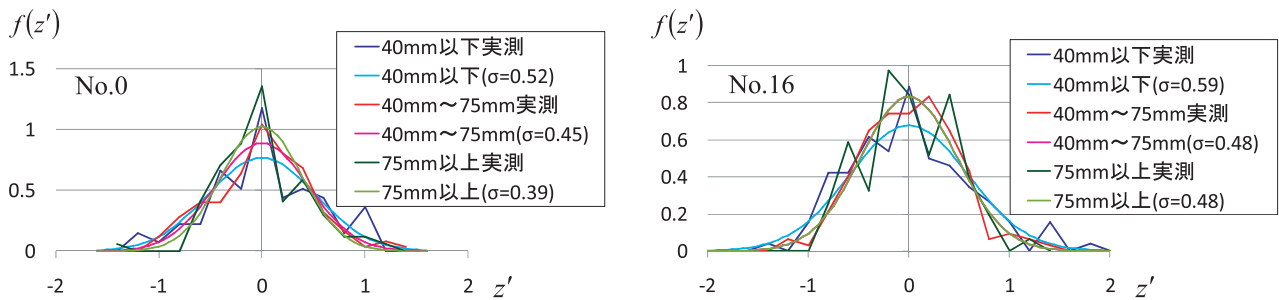 f(z′)
1.5
1
0.5
0
-2 -1 0 1 2
z′
No.0
40mm以下実測
40mm以下(σ=0.52)
40mm～75mm実測
40mm～75mm(σ=0.45)
75mm以上実測
75mm以上(σ=0.39)
f(z′)
1
0.8
0.6
0.4
0.2
0
-2 -1 0 1 2
z′
No.16
40mm以下実測
40mm以下(σ=0.59)
40mm～75mm実測
40mm～75mm(σ=0.48)
75mm以上実測
75mm以上(σ=0.48)